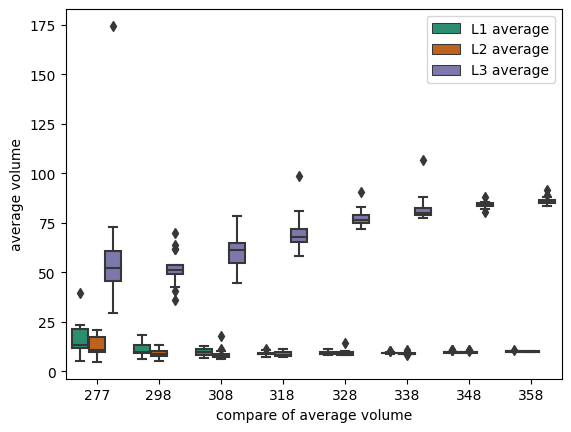 175
150
125
100
75
50
25
0
average volume
L1 average
L2 average
L3 average
277 298 308 318 328 338 348 358
compare of average volume